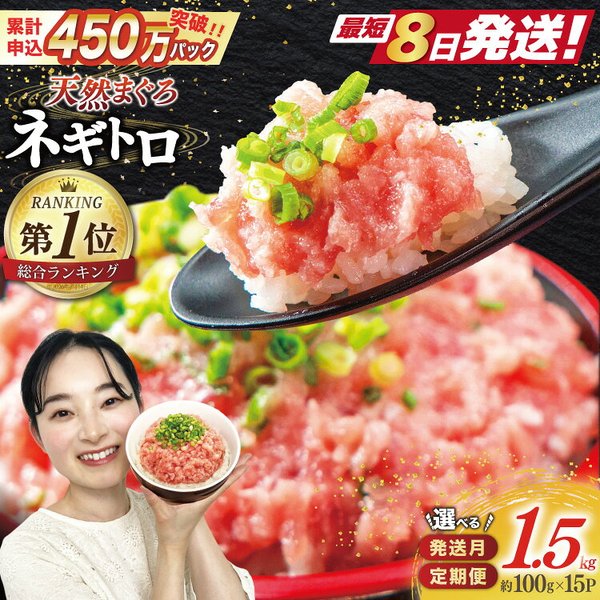 累計
申込
450万パック
突破!!
最短8日発送!
天然まぐろ
ネギトロ
RANKING
第1位
総合ランキング
選べる
発送月
定期便
1.5kg
約100g×15P